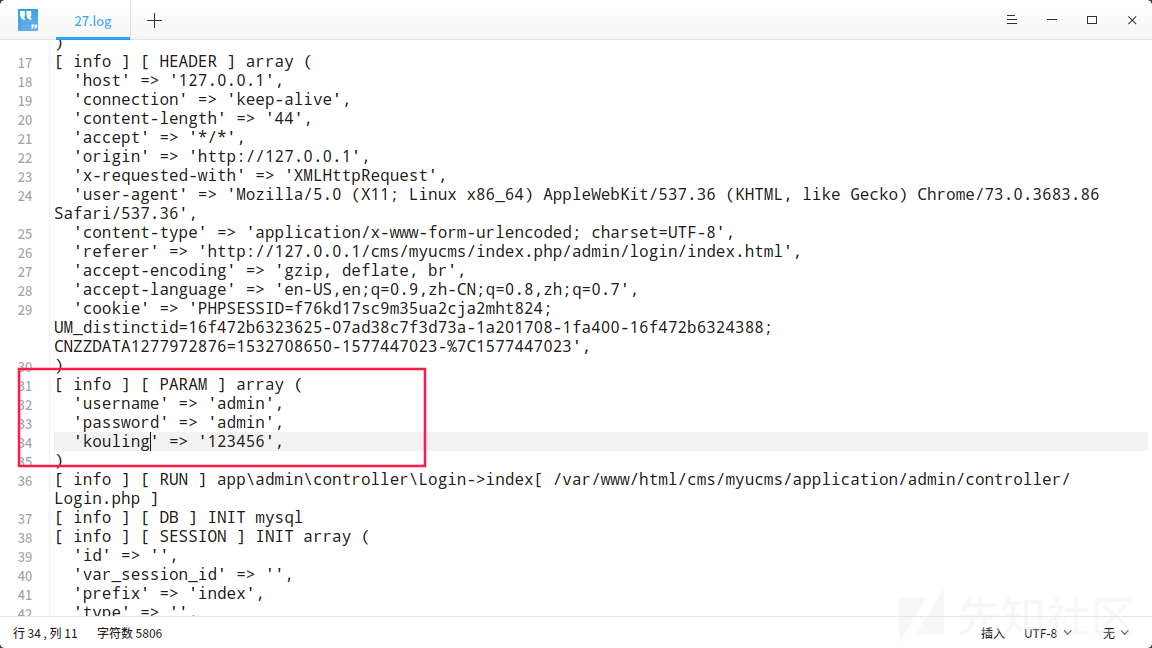 27.log
)
17 [ info ] [ HEADER ] array (
18 'host' => '127.0.0.1',
19 'connection' => 'keep-alive',
20 'content-length' => '44',
21 'accept' => '*/*',
22 'origin' => 'http://127.0.0.1',
23 'x-requested-with' => 'XMLHttpRequest',
24 'user-agent' => 'Mozilla/5.0 (X11; Linux x86_64) AppleWebKit/537.36 (KHTML, like Gecko) Chrome/73.0.3683.86
Safari/537.36',
25 'content-type' => 'application/x-www-form-urlencoded; charset=UTF-8',
26 'referer' => 'http://127.0.0.1/cms/myucms/index.php/admin/login/index.html',
27 'accept-encoding' => 'gzip, deflate, br',
28 'accept-language' => 'en-US,en;q=0.9,zh-CN;q=0.8,zh;q=0.7',
29 'cookie' => 'PHPSESSID=f76kd17sc9m35ua2cja2mht824;
UM_distinctid=16f472b6323625-07ad38c7f3d73a-1a201708-1fa400-16f472b6324388;
CNZZDATA1277972876=1532708650-1577447023-%7C1577447023',
30 )
31 [ info ] [ PARAM ] array (
32 'username' => 'admin',
33 'password' => 'admin',
34 'kouling' => '123456',
35 )
36 [ info ] [ RUN ] app\admin\controller\Login->index[ /var/www/html/cms/myucms/application/admin/controller/
Login.php ]
37 [ info ] [ DB ] INIT mysql
38 [ info ] [ SESSION ] INIT array (
39 'id' => '',
40 'var_session_id' => '',
41 'prefix' => 'index',
42 'type' => '',
先知社区
行 34 , 列 11 字符数 5806 插入 UTF-8 无